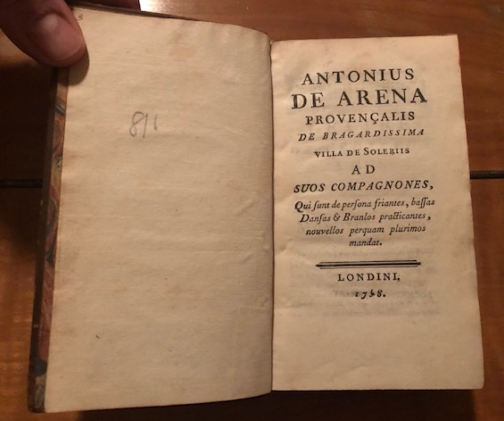 ANTONIUS
DE ARENA
PROVENÇALIS
DE BRAGARDISSIMA
VILLA DE SOLERIIS
AD
SUOS COMPAGNONES,
Qui ſunt de perſona friantes, baſſas
Danſas & Branlos practicantes,
nouvellos perquam plurimos
mandat.
LONDINI,
1758.